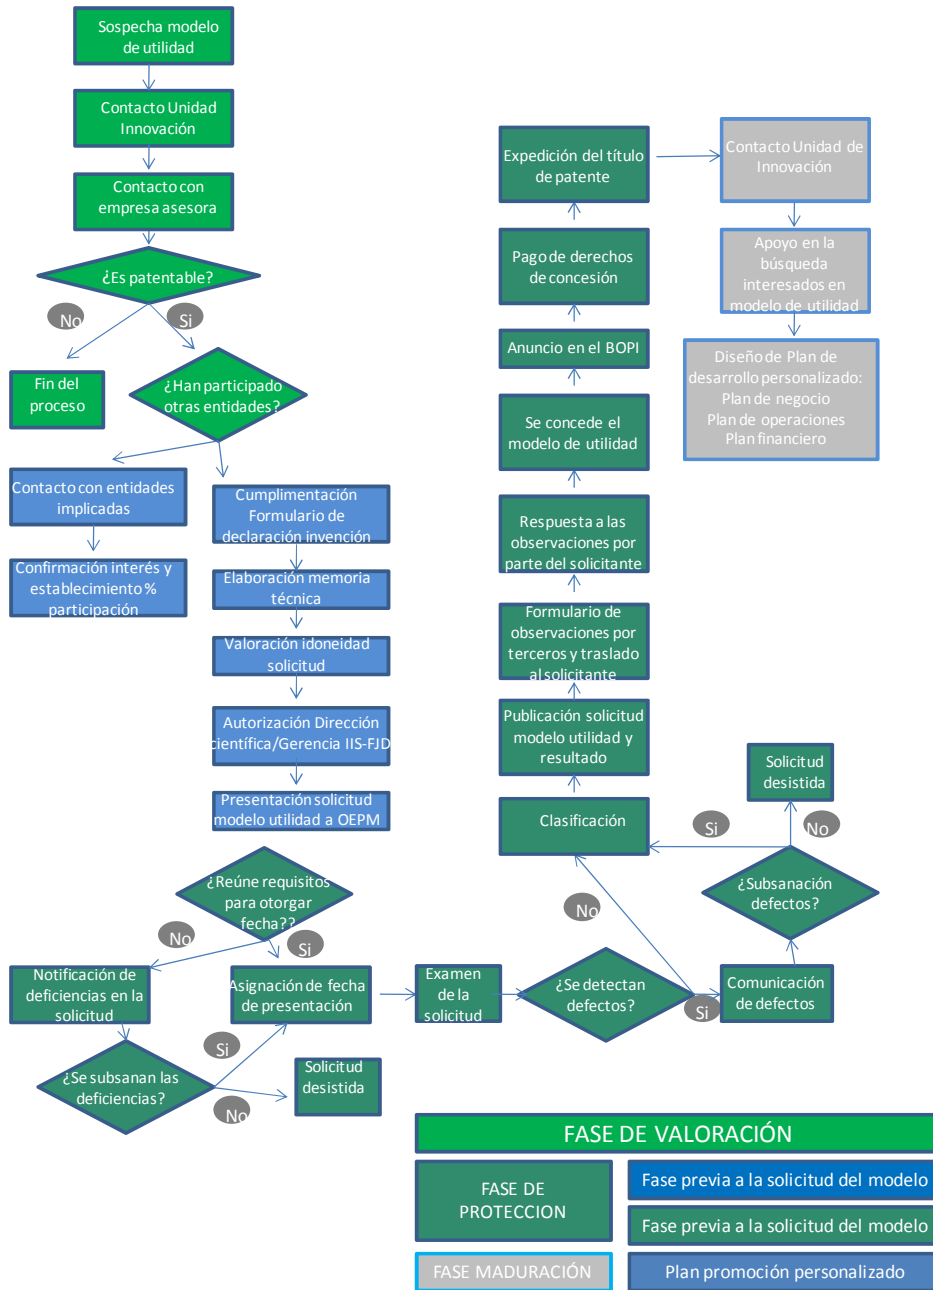 Sospecha modelo
de utilidad
Contacto Unidad
Innovación
Contacto con
empresa asesora
¿Es patentable?
No
Si
Fin del
proceso
¿Han participado
otras entidades?
Contacto con entidades
implicadas
Confirmación interés y
establecimiento %
participación
Cumplimentación
Formulario de
declaración invención
Elaboración memoria
técnica
Valoración idoneidad
solicitud
Autorización Dirección
científica/Gerencia IIS-FJD
Presentación solicitud
modelo utilidad a OEPM
¿Reúne requisitos
para otorgar
fecha??
No
Si
Notificación de
deficiencias en la
solicitud
Asignación de fecha
de presentación
¿Se subsanan las
deficiencias?
Si
No
Solicitud
desistida
Examen
de la
solicitud
¿Se detectan
defectos?
No
Si
Comunicación
de defectos
¿Subsanación
defectos?
Si
No
Solicitud
desistida
Clasificación
Publicación solicitud
modelo utilidad y
resultado
Formulario de
observaciones por
terceros y traslado
al solicitante
Respuesta a las
observaciones por
parte del solicitante
Se concede el
modelo de utilidad
Anuncio en el BOPI
Pago de derechos
de concesión
Expedición del título
de patente
Contacto Unidad de
Innovación
Apoyo en la
búsqueda
interesados en
modelo de utilidad
Diseño de Plan de
desarrollo personalizado:
Plan de negocio
Plan de operaciones
Plan financiero
FASE DE VALORACIÓN
FASE DE
PROTECCION
Fase previa a la solicitud del modelo
Fase previa a la solicitud del modelo
FASE MADURACIÓN
Plan promoción personalizado